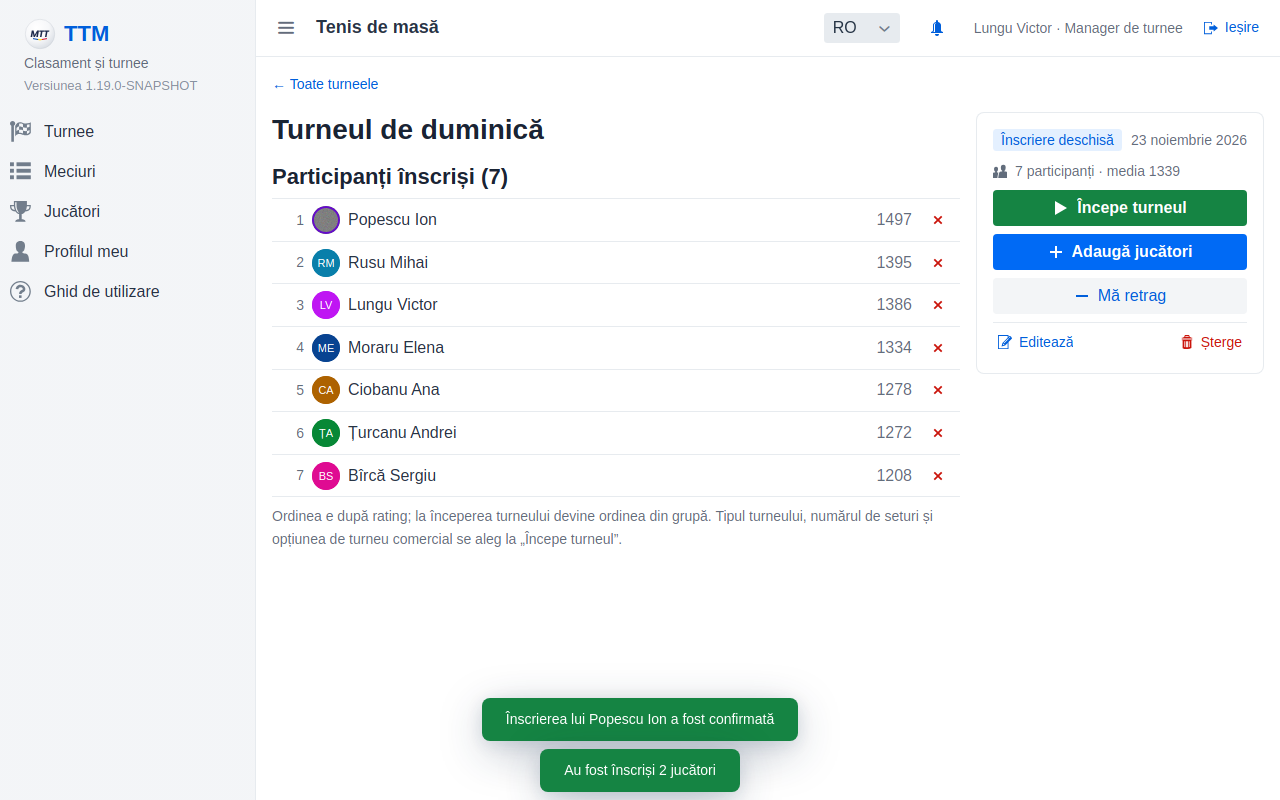 MTT TTM
Clasament și turnee
Versiunea 1.19.0-SNAPSHOT
Turnee
Meciuri
Jucători
Profilul meu
Ghid de utilizare
Tenis de masă
RO
Lungu Victor · Manager de turnee
Ieșire
← Toate turneele
Turneul de duminică
Participanți înscriși (7)
1 Popescu Ion 1497 ×
2 RM Rusu Mihai 1395 ×
3 LV Lungu Victor 1386 ×
4 ME Moraru Elena 1334 ×
5 CA Ciobanu Ana 1278 ×
6 ȚA Țurcanu Andrei 1272 ×
7 BS Bîrcă Sergiu 1208 ×
Ordinea e după rating; la începerea turneului devine ordinea din grupă. Tipul turneului, numărul de seturi și
opțiunea de turneu comercial se aleg la „Începe turneul”.
Înscriere deschisă 23 noiembrie 2026
7 participanți · media 1339
Începe turneul
Adaugă jucători
Mă retrag
Editează
Șterge
Înscrierea lui Popescu Ion a fost confirmată
Au fost înscriși 2 jucători